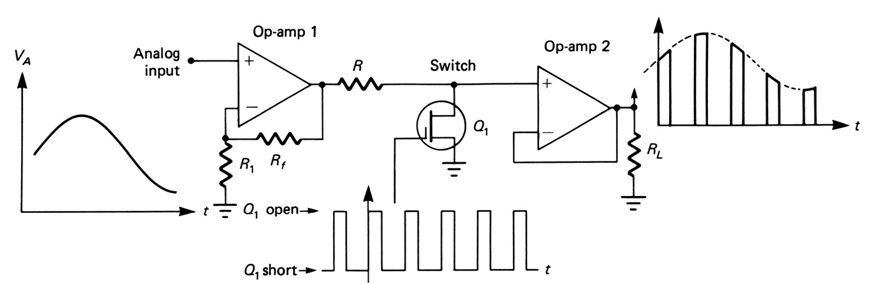 V_A
Analog
input
Op-amp 1
+
−
R
R_1
R_f
Switch
Q_1
Op-amp 2
+
−
R_L
t
t
Q_1 open→
Q_1 short→
t